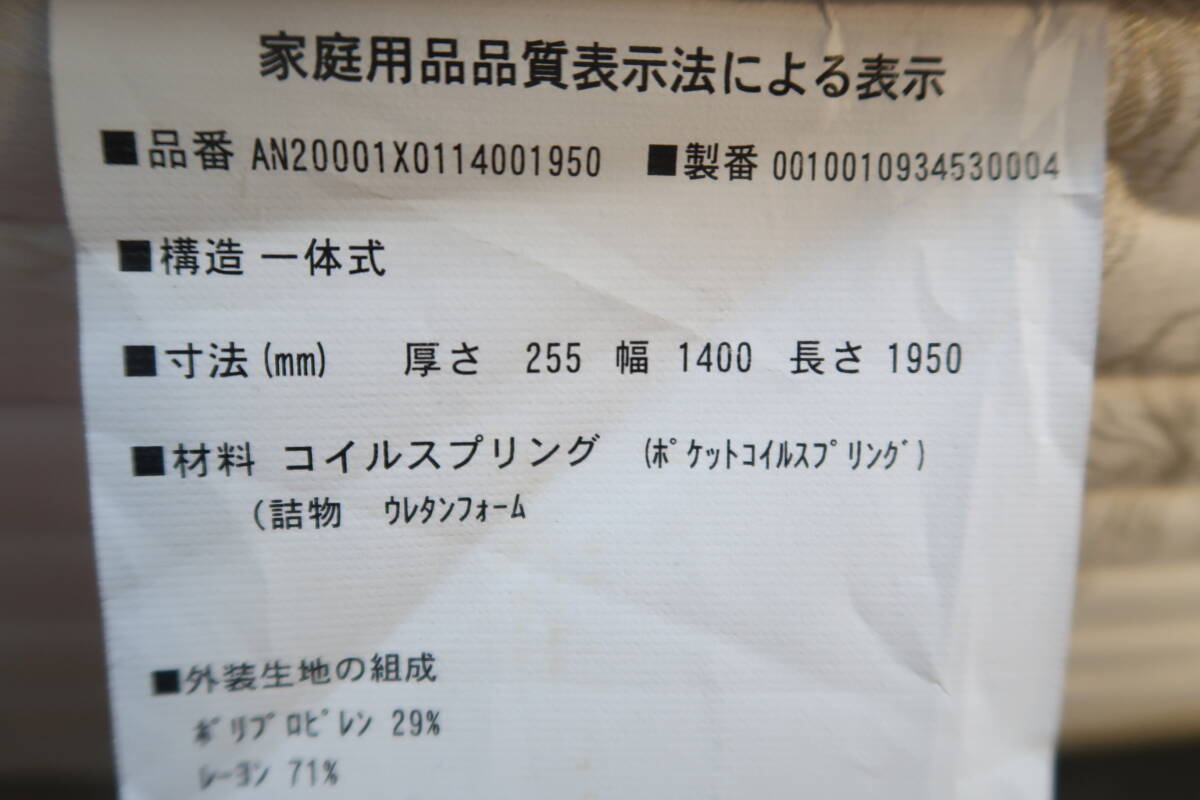 家庭用品品質表示法による表示
■品番 AN20001X0114001950 ■製番 0010010934530004
■構造 一体式
■寸法(mm) 厚さ 255 幅 1400 長さ 1950
■材料 コイルスプリング (ﾎﾟｹｯﾄｺｲﾙｽﾌﾟﾘﾝｸﾞ)
(詰物 ｳﾚﾀﾝﾌｫｰﾑ
■外装生地の組成
ﾎﾟﾘﾌﾟﾛﾋﾟﾚﾝ 29%
ﾚｰﾖﾝ 71%